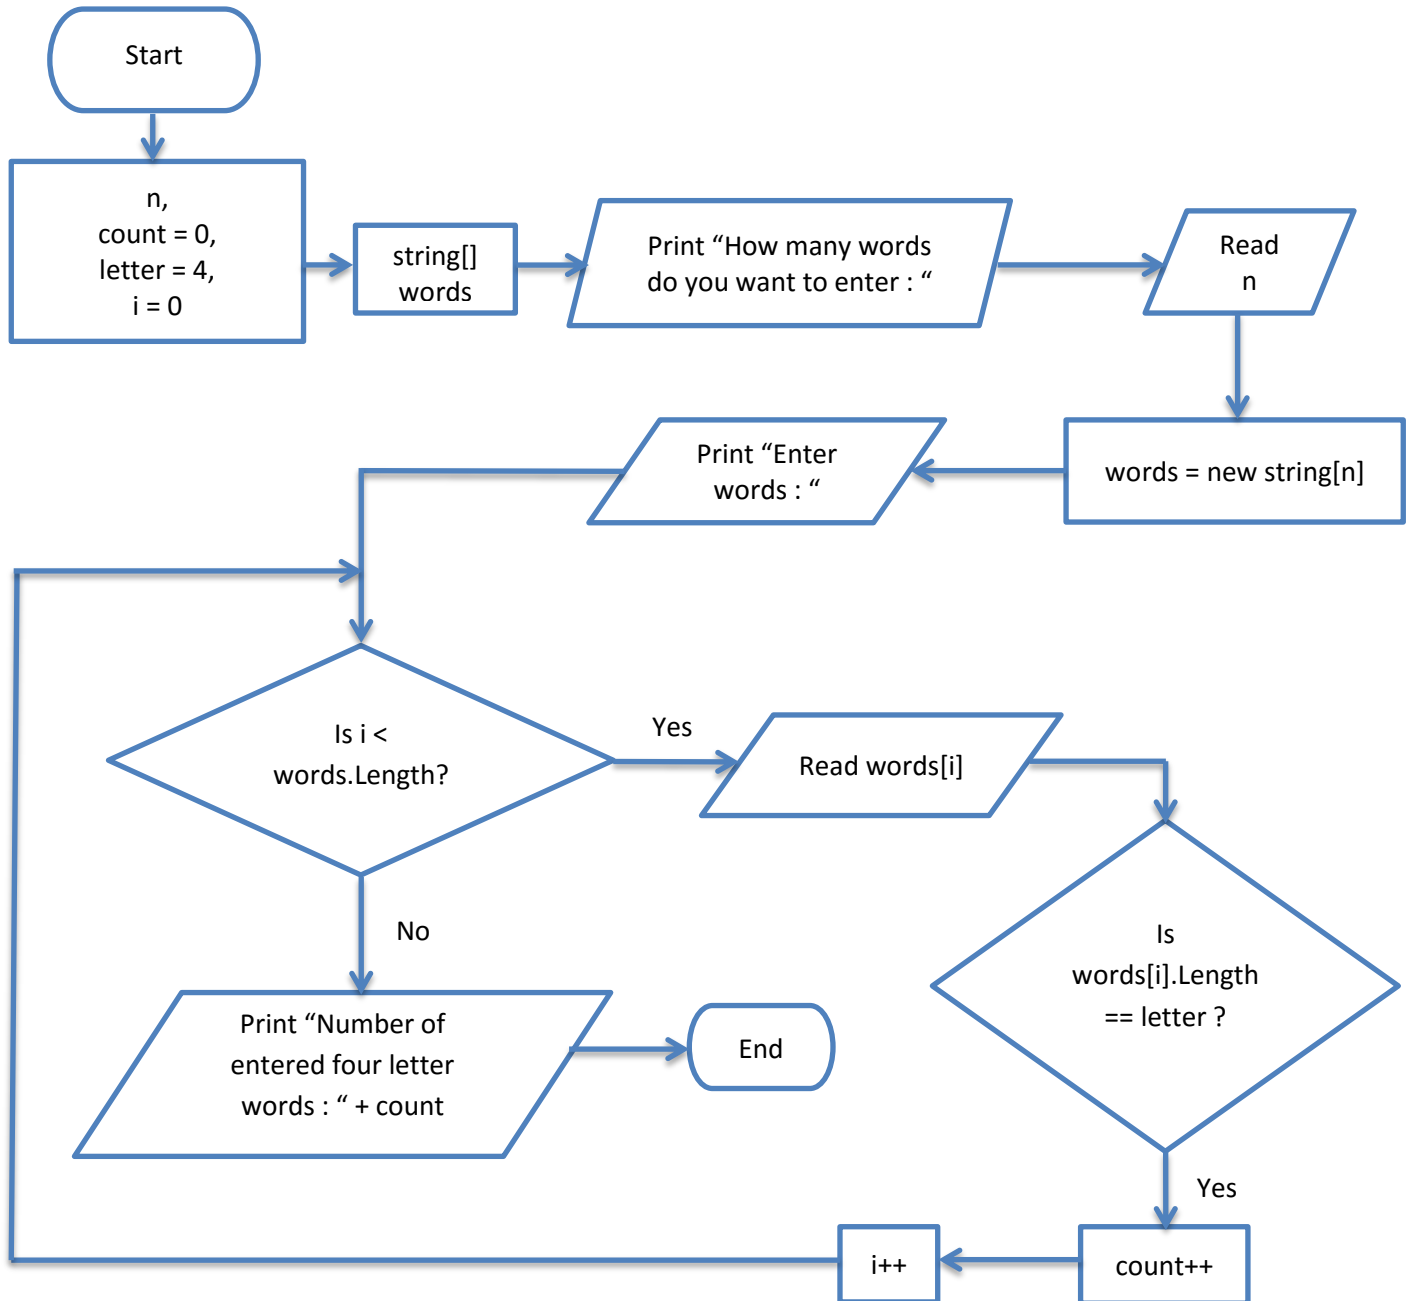 Start
n,
count = 0,
letter = 4,
i = 0
string[]
words
Print “How many words
do you want to enter : “
Read
n
words = new string[n]
Print “Enter
words : “
Is i <
words.Length?
Yes
Read words[i]
Is
words[i].Length
== letter ?
Yes
count++
i++
No
Print “Number of
entered four letter
words : “ + count
End